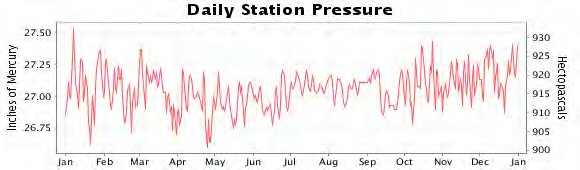 Daily Station Pressure
Inches of Mercury
27.50
27.25
27.00
26.75
930
925
920
915
910
905
900
Hectopascals
Jan Feb Mar Apr May Jun Jul Aug Sep Oct Nov Dec Jan